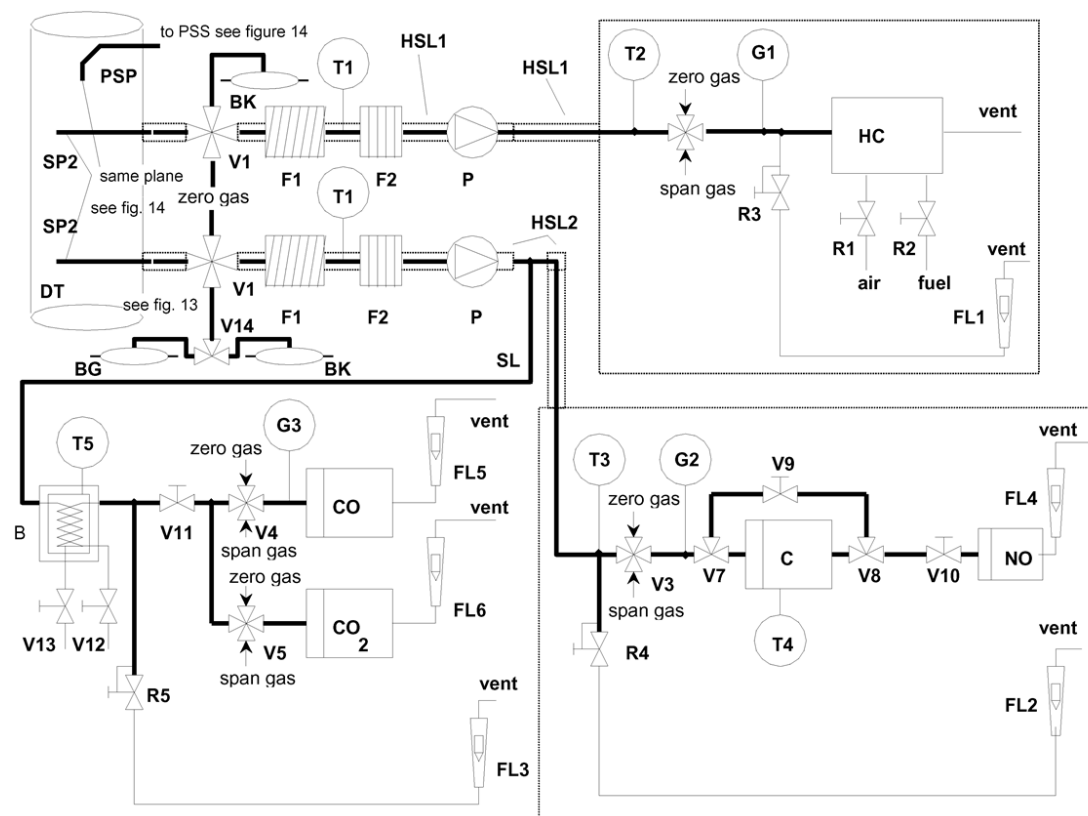 to PSS see figure 14
PSP
BK
T1
HSL1
HSL1
T2
G1
zero gas
HC
vent
SP2
V1
F1
F2
P
span gas
same plane
zero gas
T1
R3
see fig. 14
SP2
HSL2
R1
R2
vent
air
fuel
DT
see fig. 13
V1
F1
F2
P
FL1
V14
BG
BK
SL
vent
T5
zero gas
G3
FL5
vent
T3
G2
V9
vent
FL4
zero gas
B
V11
V4
CO
span gas
vent
V3
V7
C
V8
V10
NO
span gas
zero gas
FL6
V13
V12
V5
CO2
span gas
T4
R4
vent
R5
vent
FL2
FL3